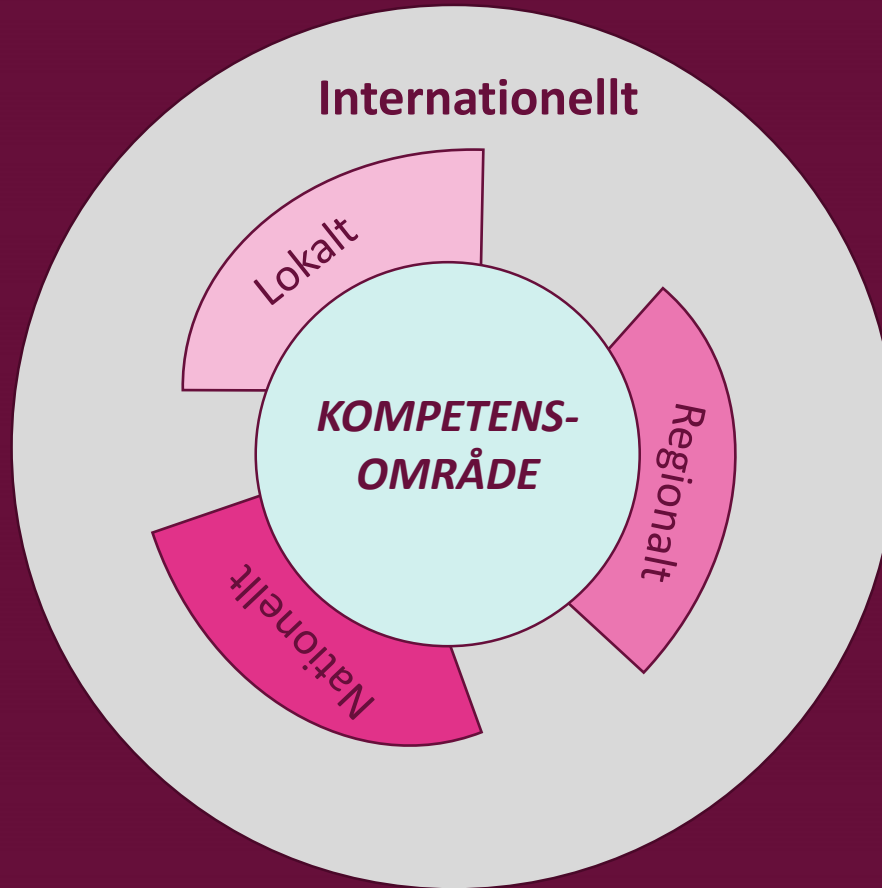 Internationellt
Lokalt
Regionalt
KOMPETENS-
OMRÅDE
Nationellt